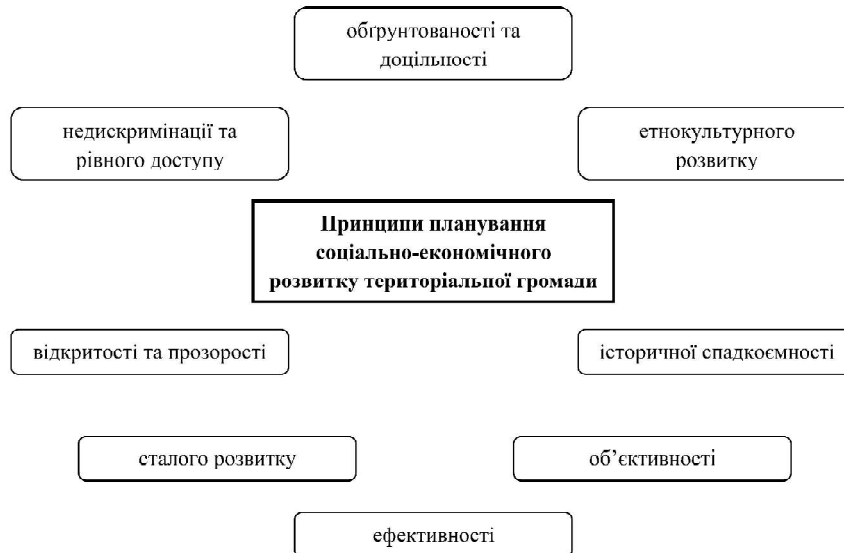 обґрунтованості та
доцільності
недискримінації та
рівного доступу
етнокультурного
розвитку
Принципи планування
соціально-економічного
розвитку територіальної громади
відкритості та прозорості
історичної спадкоємності
сталого розвитку
об’єктивності
ефективності